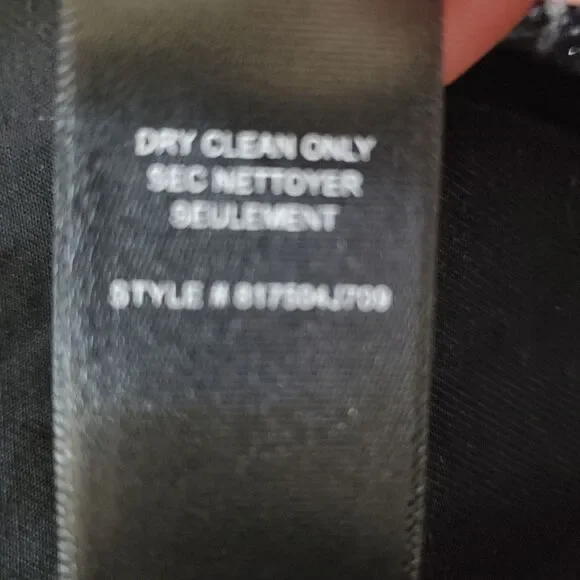 DRY CLEAN ONLY
SEC NETTOYER
SEULEMENT
STYLE #